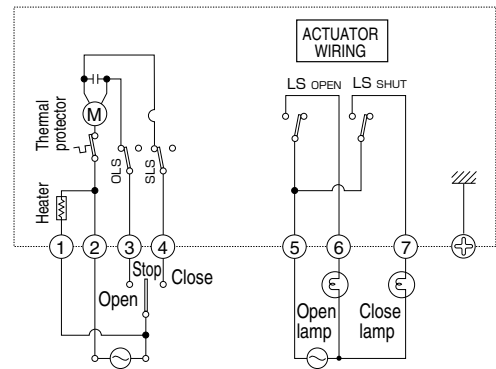 ACTUATOR
WIRING
LS OPEN
LS SHUT
M
Thermal
protector
OLS
SLS
Heater
1
2
3
4
5
6
7
Stop
Open
Close
Open
lamp
Close
lamp